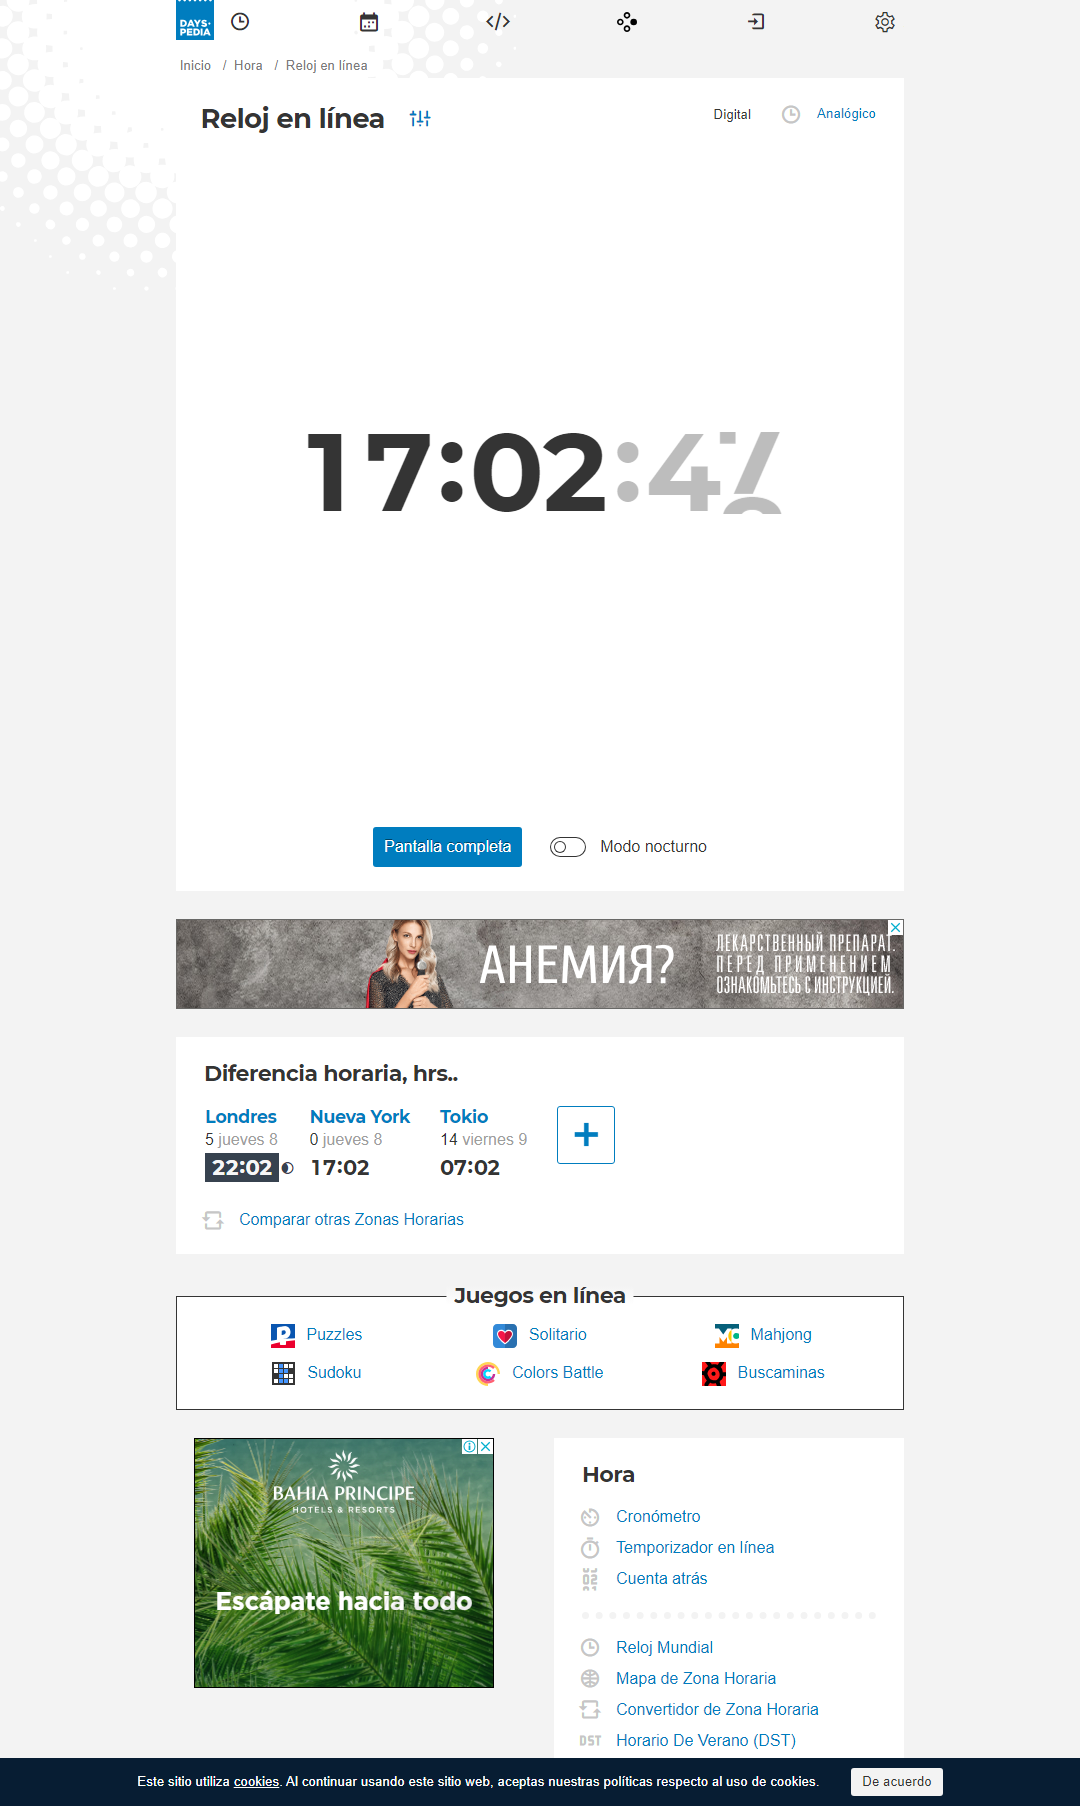 DAYS·
PEDIA
Inicio / Hora / Reloj en línea
Reloj en línea
Digital
Analógico
17:02:47
Pantalla completa
Modo nocturno
АНЕМИЯ?
ЛЕКАРСТВЕННЫЙ ПРЕПАРАТ.
ПЕРЕД ПРИМЕНЕНИЕМ
ОЗНАКОМЬТЕСЬ С ИНСТРУКЦИЕЙ.
Diferencia horaria, hrs..
Londres
5 jueves 8
22:02
Nueva York
0 jueves 8
17:02
Tokio
14 viernes 9
07:02
Comparar otras Zonas Horarias
Juegos en línea
Puzzles
Solitario
Mahjong
Sudoku
Colors Battle
Buscaminas
BAHIA PRINCIPE
HOTELS & RESORTS
Escápate hacia todo
Hora
Cronómetro
Temporizador en línea
Cuenta atrás
Reloj Mundial
Mapa de Zona Horaria
Convertidor de Zona Horaria
DST Horario De Verano (DST)
Este sitio utiliza cookies. Al continuar usando este sitio web, aceptas nuestras políticas respecto al uso de cookies.
De acuerdo